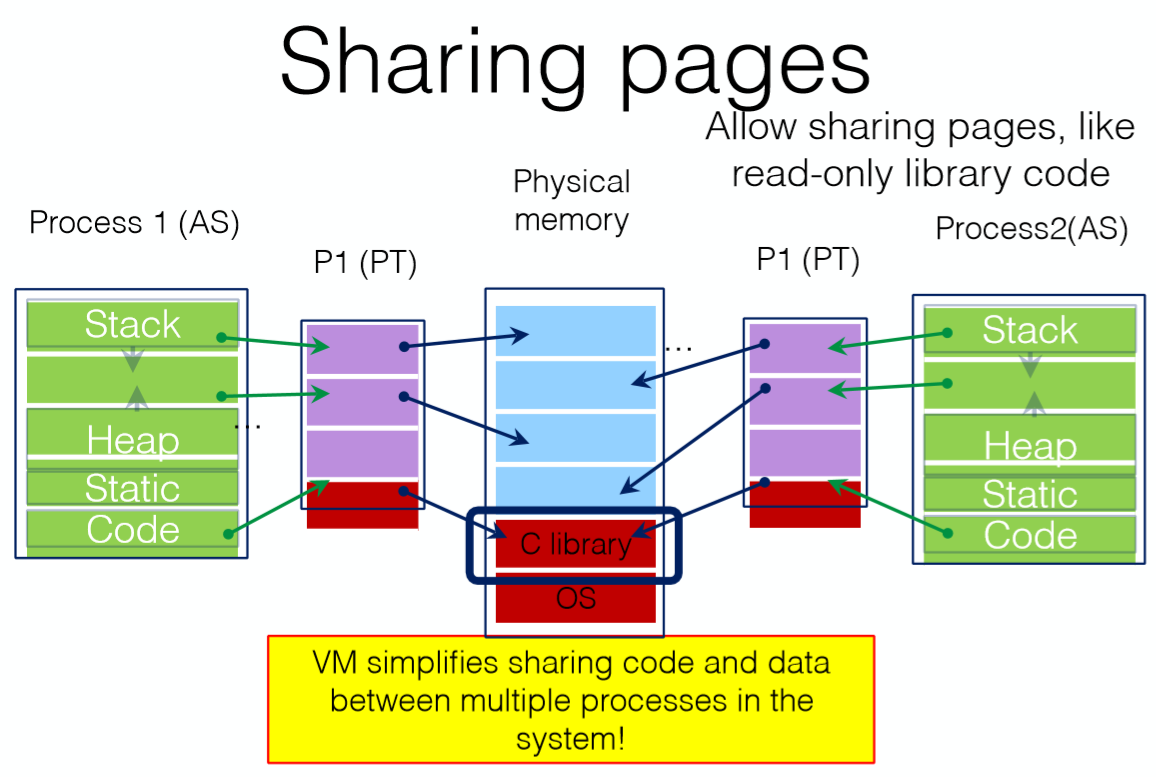 Sharing pages
Allow sharing pages, like
read-only library code
Physical
memory
Process 1 (AS)
P1 (PT)
P1 (PT)
Process2(AS)
Stack
Heap
Static
Code
...
...
Stack
Heap
Static
Code
C library
OS
VM simplifies sharing code and data
between multiple processes in the
system!